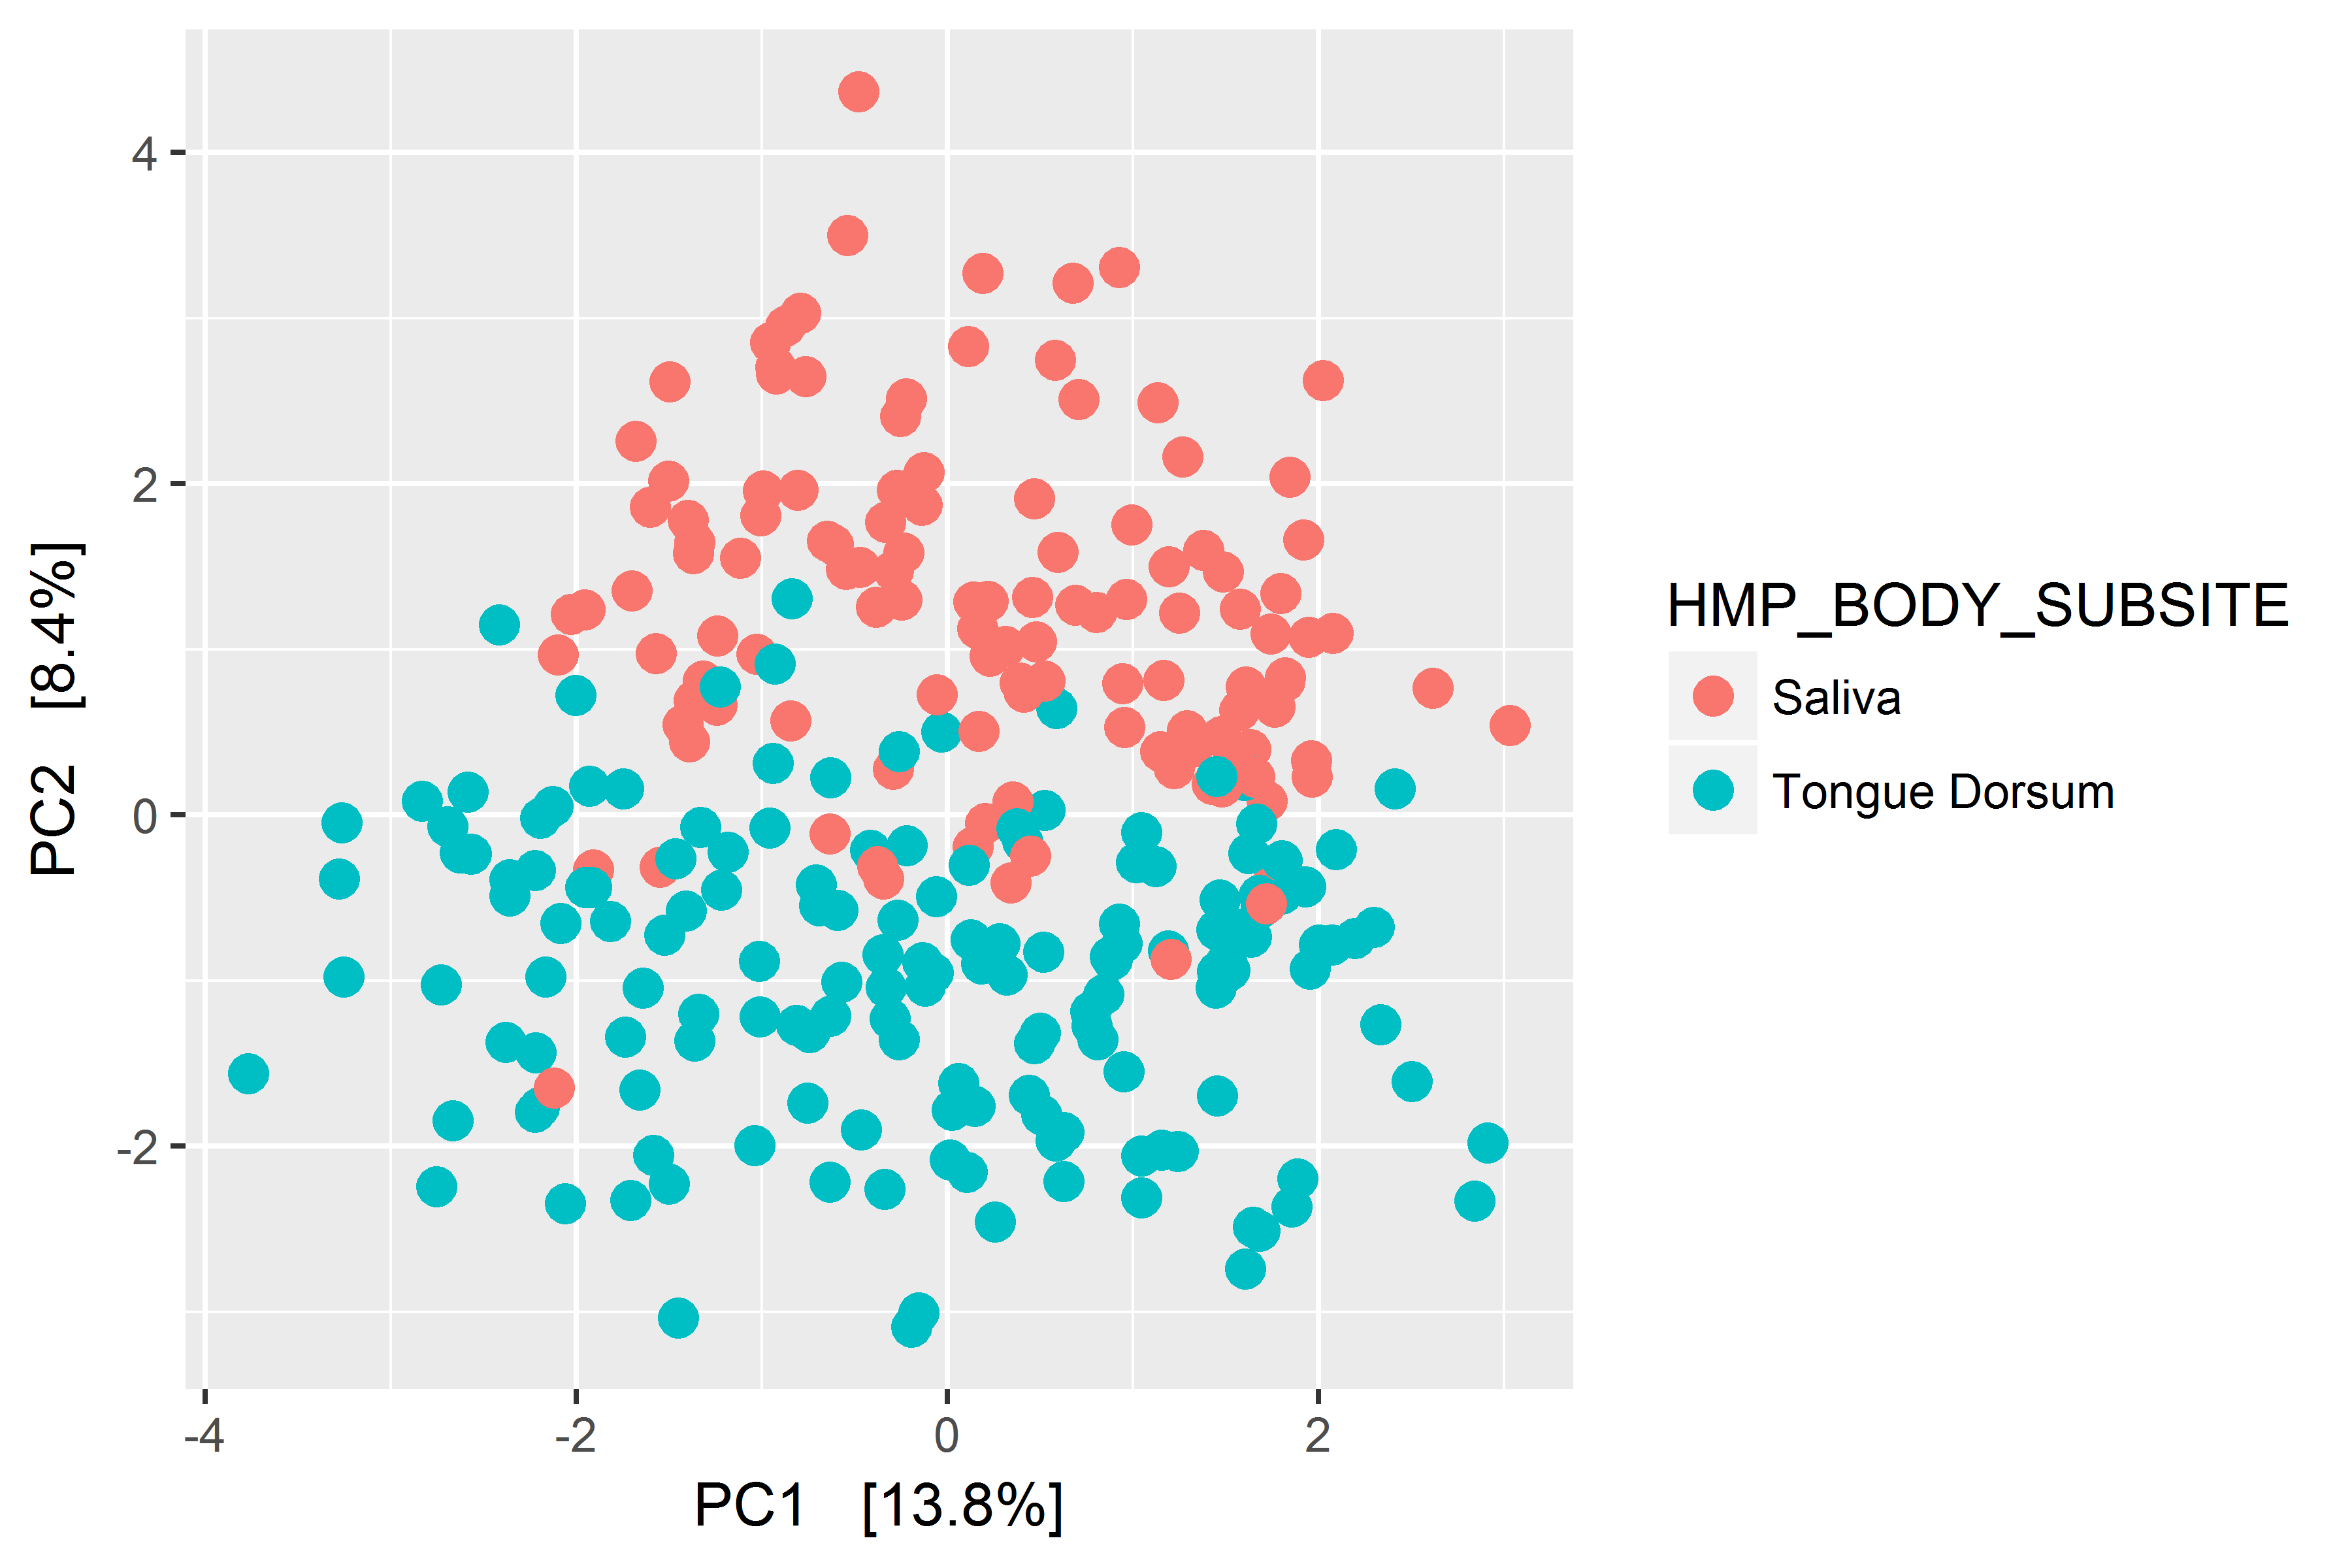 4
2
0
-2
-4
-2
0
2
PC2 [8.4%]
PC1 [13.8%]
HMP_BODY_SUBSITE
Saliva
Tongue Dorsum